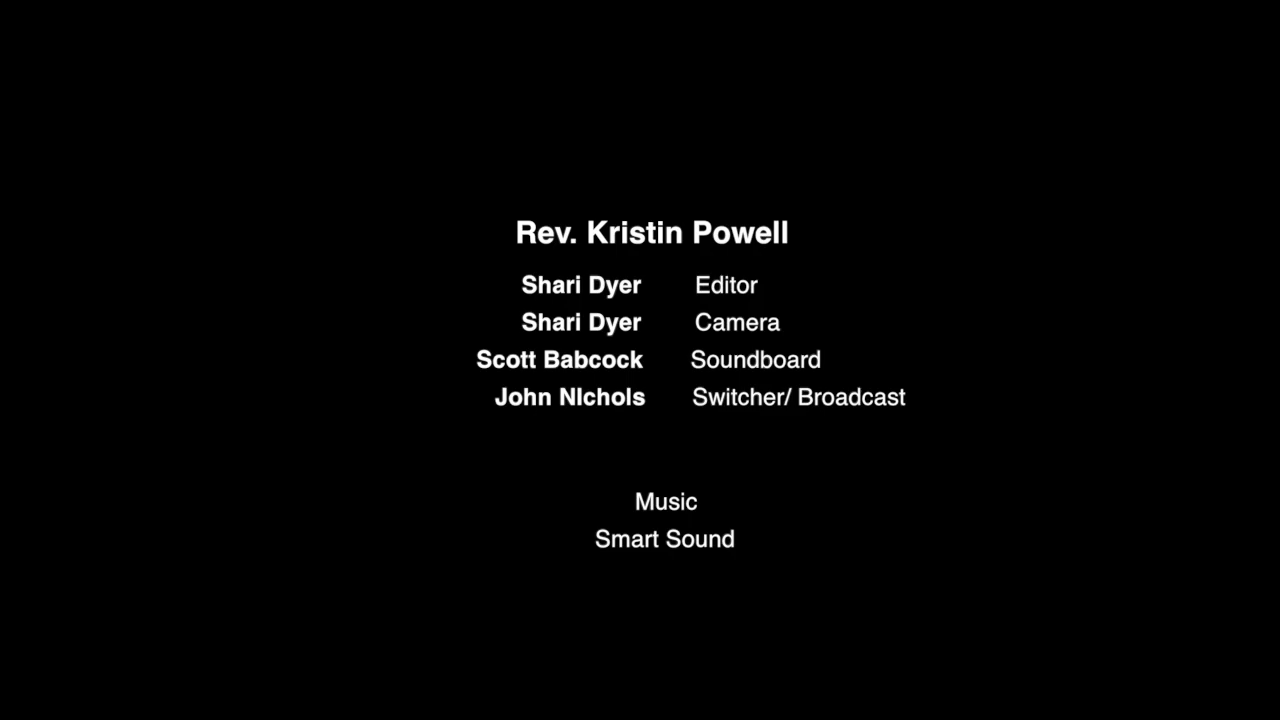 Rev. Kristin Powell
Shari Dyer Editor
Shari Dyer Camera
Scott Babcock Soundboard
John NIchols Switcher/ Broadcast
Music
Smart Sound